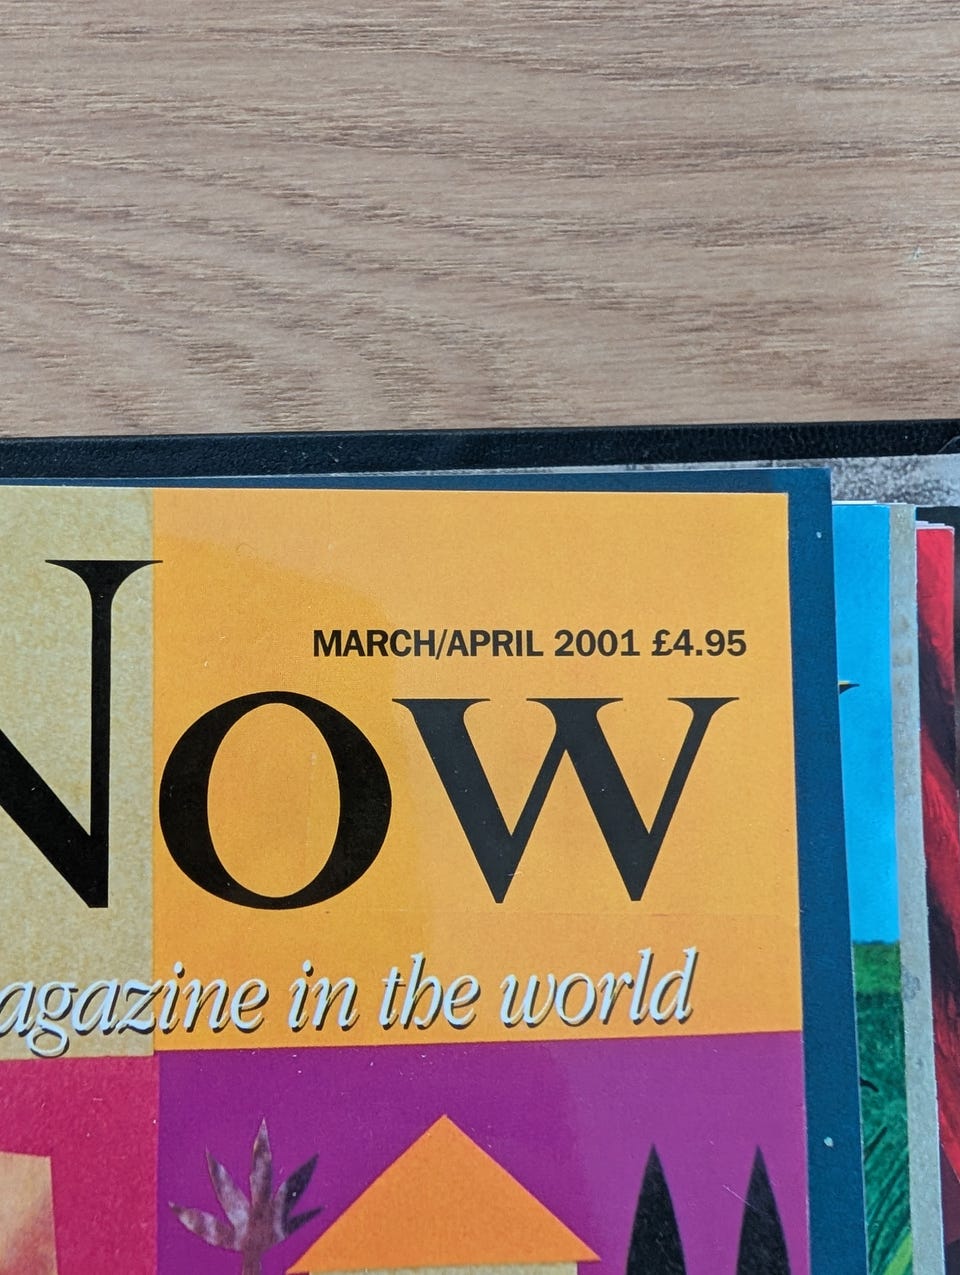 MARCH/APRIL 2001 £4.95
NOW
agazine in the world